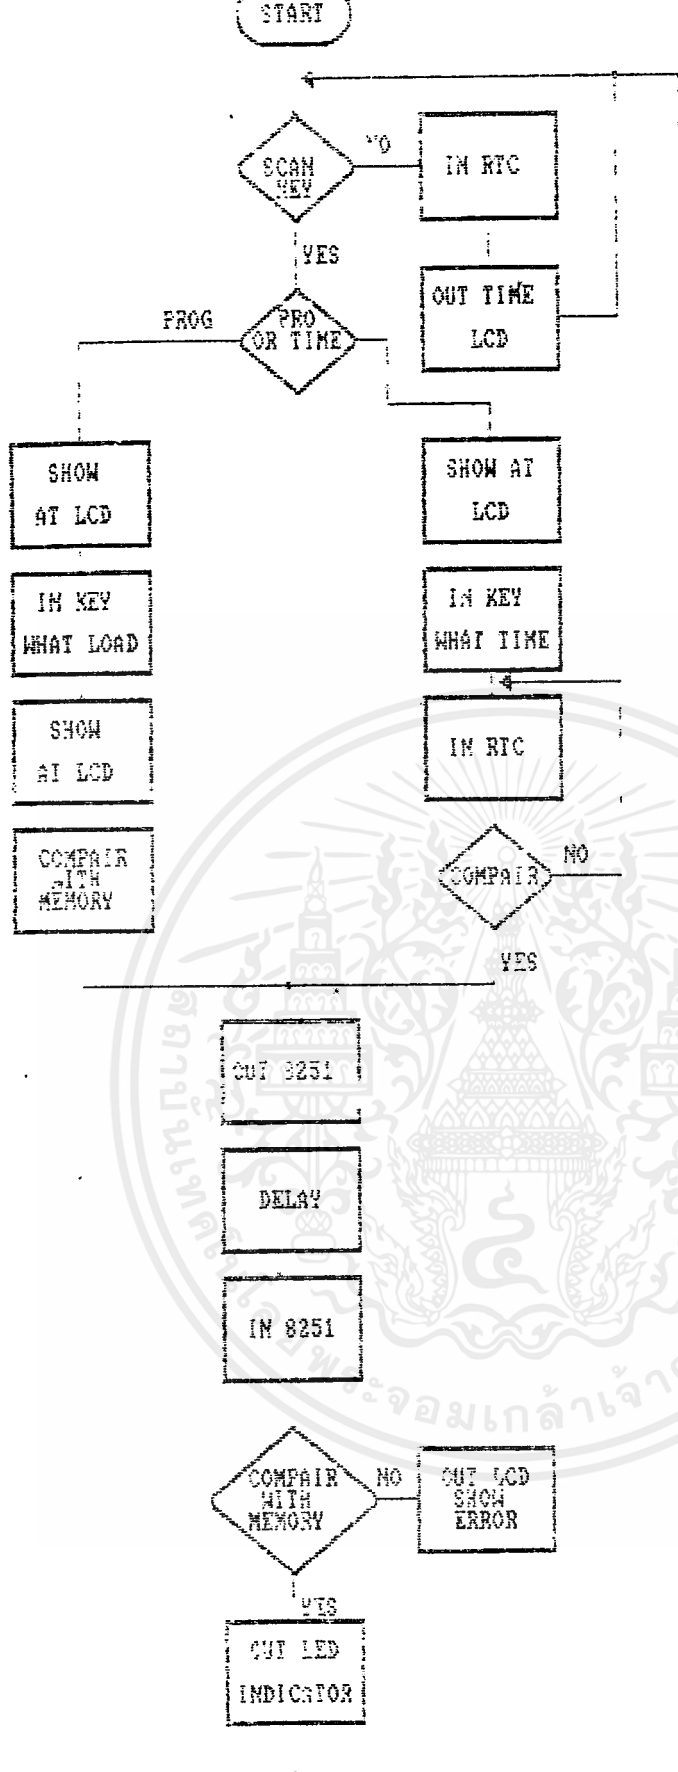 START
SCAN
KEY
NO
IN RTC
YES
OUT TIME
LCD
PROG
PRO
OR TIME
SHOW
AT LCD
SHOW AT
LCD
IN KEY
WHAT LOAD
IN KEY
WHAT TIME
SHOW
AT LCD
IN RTC
COMPAIR
WITH
MEMORY
COMPAIR
NO
YES
OUT 8251
DELAY
IN 8251
COMPAIR
WITH
MEMORY
NO
OUT LCD
SHOW
ERROR
YES
OUT LED
INDICATOR